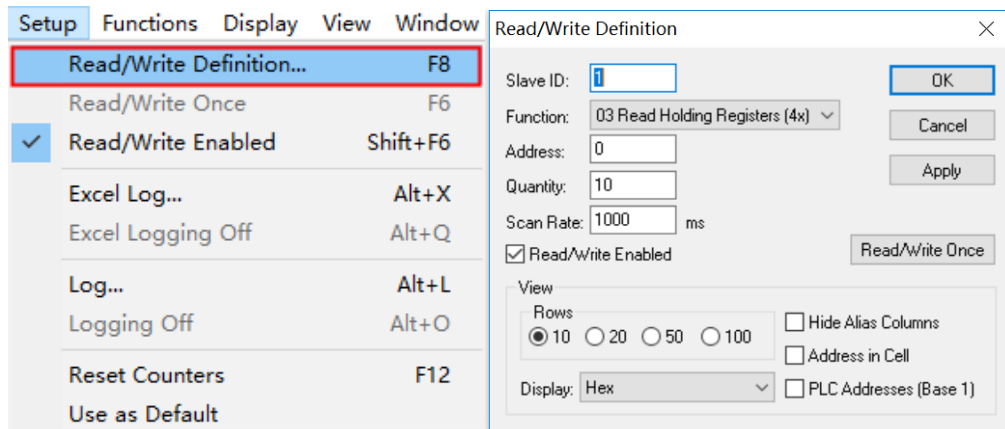 Setup Functions Display View Window
Read/Write Definition... F8
Read/Write Once F6
Read/Write Enabled Shift+F6
Excel Log... Alt+X
Excel Logging Off Alt+Q
Log... Alt+L
Logging Off Alt+O
Reset Counters F12
Use as Default
Read/Write Definition
Slave ID: 1
OK
Function: 03 Read Holding Registers (4x)
Cancel
Address: 0
Apply
Quantity: 10
Scan Rate: 1000 ms
Read/Write Enabled
Read/Write Once
View
Rows
10 20 50 100
Hide Alias Columns
Address in Cell
Display: Hex
PLC Addresses (Base 1)